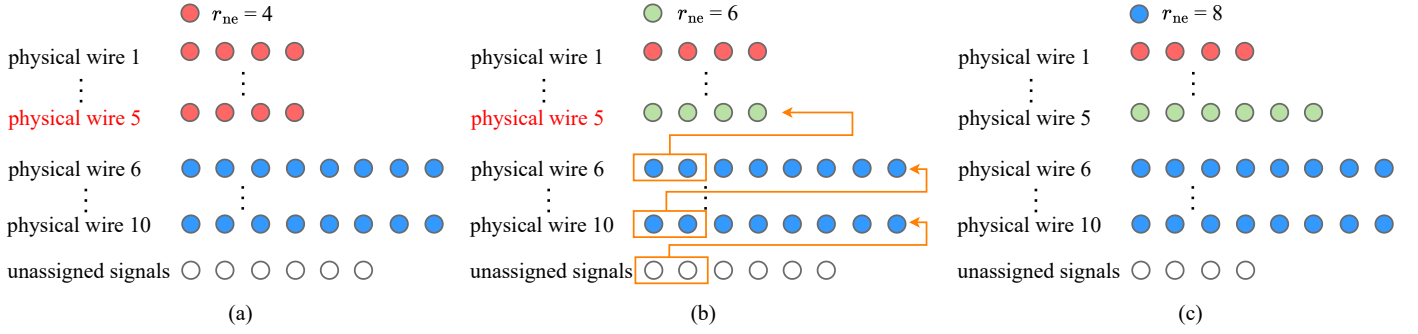 r_ne = 4
physical wire 1
physical wire 5
physical wire 6
physical wire 10
unassigned signals
(a)
r_ne = 6
physical wire 1
physical wire 5
physical wire 6
physical wire 10
unassigned signals
(b)
r_ne = 8
physical wire 1
physical wire 5
physical wire 6
physical wire 10
unassigned signals
(c)